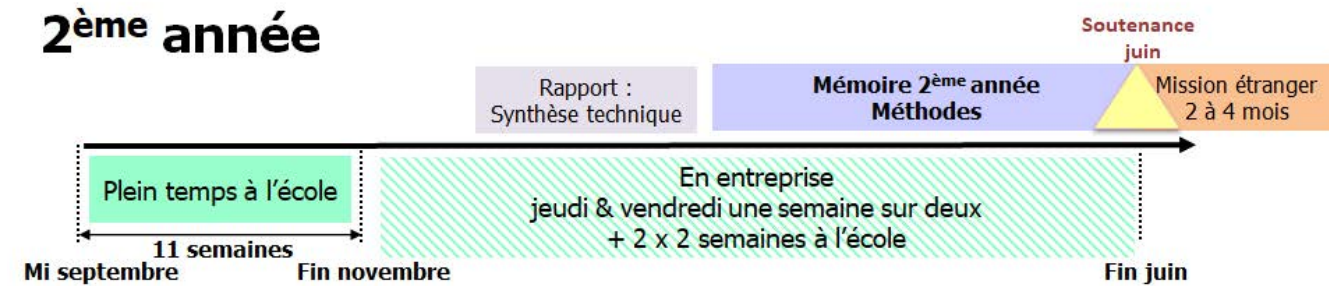 2ème année
Soutenance
juin
Rapport :
Synthèse technique
Mémoire 2ème année
Méthodes
Mission étranger
2 à 4 mois
Plein temps à l'école
En entreprise
jeudi & vendredi une semaine sur deux
+ 2 x 2 semaines à l'école
11 semaines
Mi septembre
Fin novembre
Fin juin